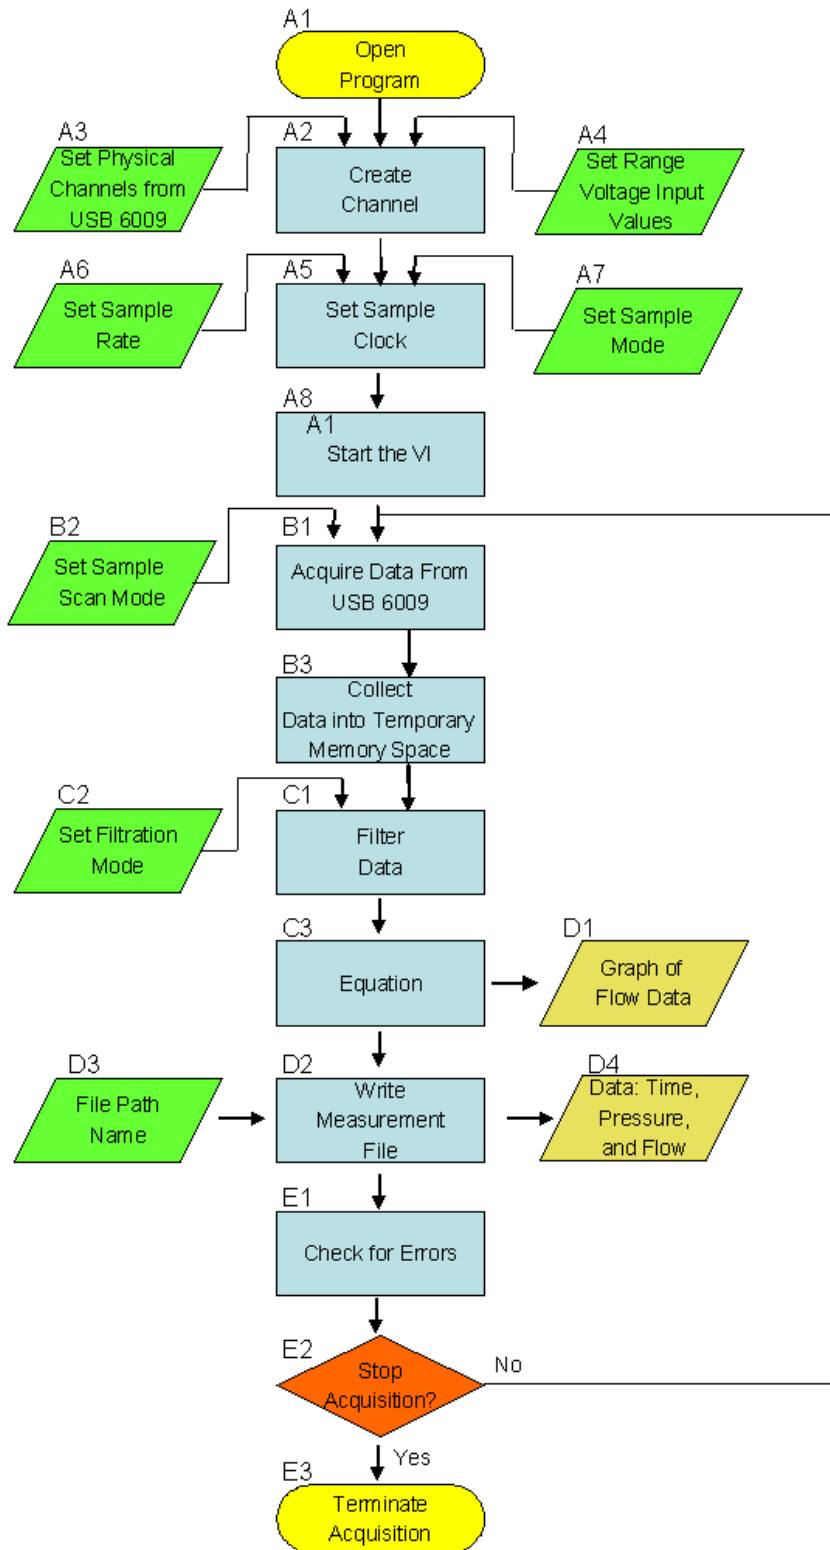 A1
Open
Program
A3
Set Physical
Channels from
USB 6009
A2
Create
Channel
A4
Set Range
Voltage Input
Values
A6
Set Sample
Rate
A5
Set Sample
Clock
A7
Set Sample
Mode
A8
A1
Start the VI
B2
Set Sample
Scan Mode
B1
Acquire Data From
USB 6009
B3
Collect
Data into Temporary
Memory Space
C2
Set Filtration
Mode
C1
Filter
Data
C3
Equation
D1
Graph of
Flow Data
D3
File Path
Name
D2
Write
Measurement
File
D4
Data: Time,
Pressure,
and Flow
E1
Check for Errors
E2
Stop
Acquisition?
No
Yes
E3
Terminate
Acquisition